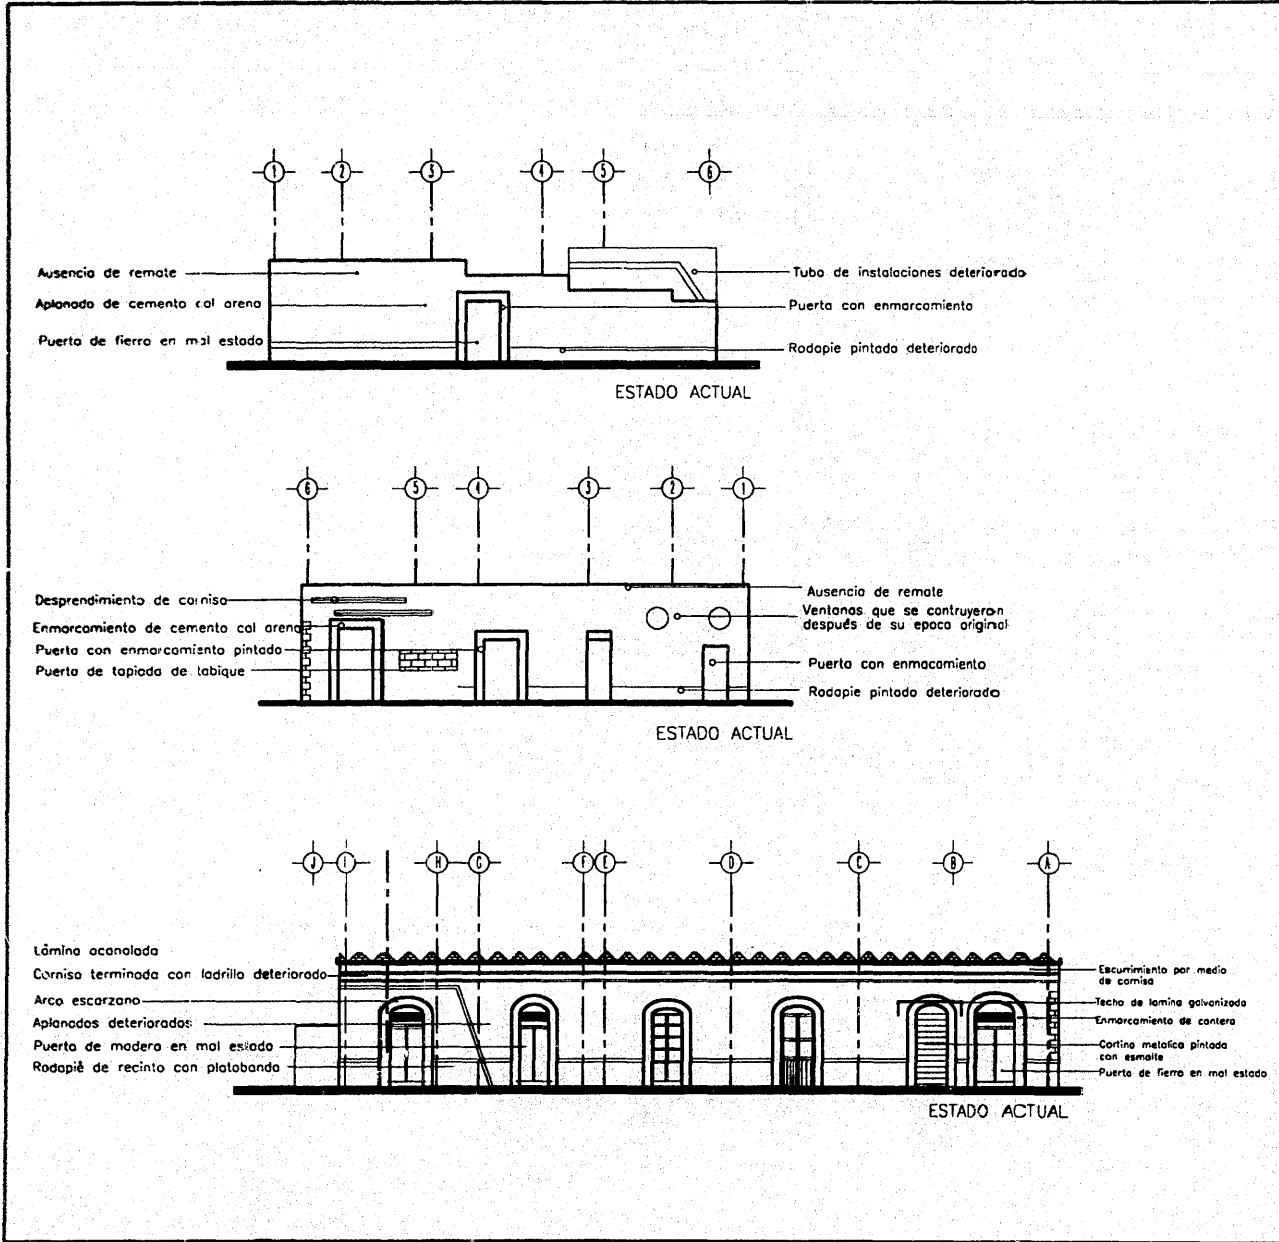 1 2 3 4 5 6
Ausencia de remate
Aplanado de cemento cal arena
Puerta de fierro en mal estado
Tubo de instalaciones deteriorado
Puerta con enmarcamiento
Rodapie pintado deteriorado
ESTADO ACTUAL
6 5 4 3 2 1
Desprendimiento de cornisa
Enmarcamiento de cemento cal arena
Puerta con enmarcamiento pintado
Puerta de tapiada de tabique
Ausencia de remate
Ventanas que se contruyeron
después de su epoca original
Puerta con enmacamiento
Rodapie pintado deteriorado
ESTADO ACTUAL
J I H G F E D C B A
Lámina acanalada
Cornisa terminada con ladrillo deteriorado
Arco escarzano
Aplanados deteriorados
Puerta de madera en mal estado
Rodapié de recinto con platabanda
Escurrimiento por medio
de cornisa
Techo de lamina galvanizada
Enmarcamiento de cantera
Cortina metalica pintada
con esmalte
Puerta de fierro en mal estado
ESTADO ACTUAL